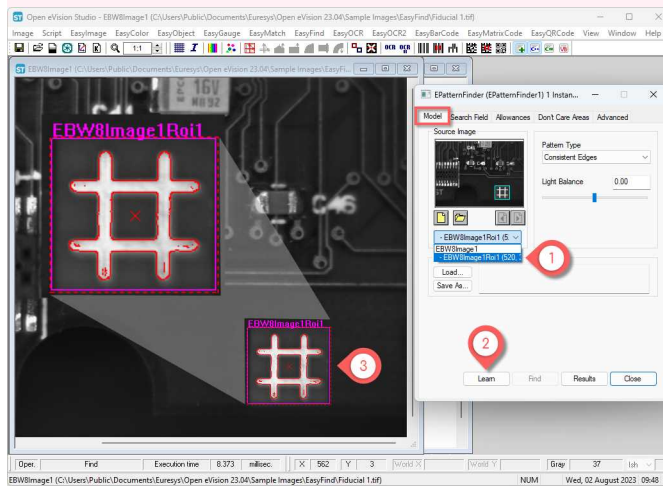 Open eVision Studio - EBW8Image1 (C:\Users\Public\Documents\Euresys\Open eVision 23.04\Sample Images\EasyFind\Fiducial 1.tif)
Image Script EasyImage EasyColor EasyObject EasyGauge EasyMatch EasyFind EasyOCR EasyOCR2 EasyBarCode EasyMatrixCode EasyQRCode View Window Help
1:1
OCR
EBW8Image1 (C:\Users\Public\Documents\Euresys\Open eVision 23.04\Sample Images\EasyFi...
16V
EBW8Image1Roi1
C46
EBW8Image1Roi1
3
EPatternFinder (EPatternFinder1) 1 Instan...
Model Search Field Allowances Don't Care Areas Advanced
Source Image
Pattern Type
Consistent Edges
Light Balance 0.00
- EBW8Image1Roi1 (5
EBW8Image1
- EBW8Image1Roi1 (520,
1
Load...
Save As...
2
Learn Find Results Close
Oper. Find Execution time 8.373 millisec. X 562 Y 3 World X World Y Gray 37 lsh
EBW8Image1 (C:\Users\Public\Documents\Euresys\Open eVision 23.04\Sample Images\EasyFind\Fiducial 1.tif) NUM Wed, 02 August 2023 09:48